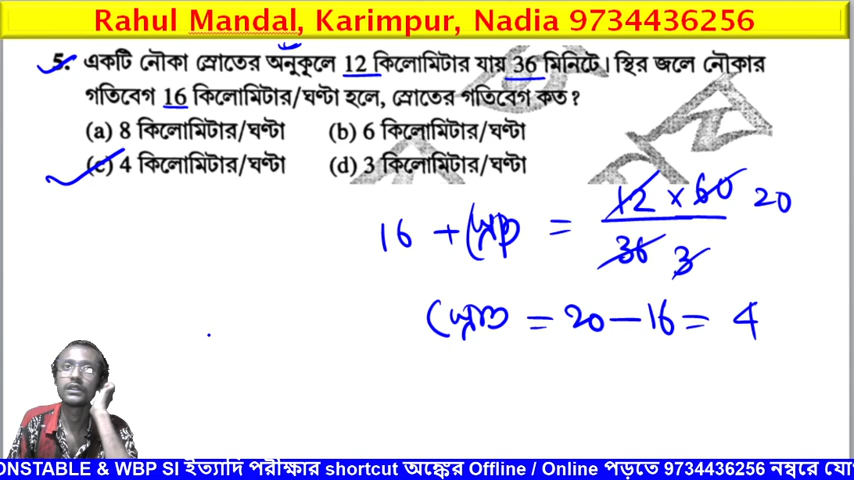 Rahul Mandal, Karimpur, Nadia 9734436256
5. একটি নৌকা স্রোতের অনুকূলে 12 কিলোমিটার যায় 36 মিনিটে। স্থির জলে নৌকার
গতিবেগ 16 কিলোমিটার/ঘণ্টা হলে, স্রোতের গতিবেগ কত?
(a) 8 কিলোমিটার/ঘণ্টা (b) 6 কিলোমিটার/ঘণ্টা
(c) 4 কিলোমিটার/ঘণ্টা (d) 3 কিলোমিটার/ঘণ্টা
12 × 60 20
16 + স্রোত =
36 3
স্রোত = 20 − 16 = 4
ONSTABLE & WBP SI ইত্যাদি পরীক্ষার shortcut অঙ্কের Offline / Online পড়তে 9734436256 নম্বরে যো